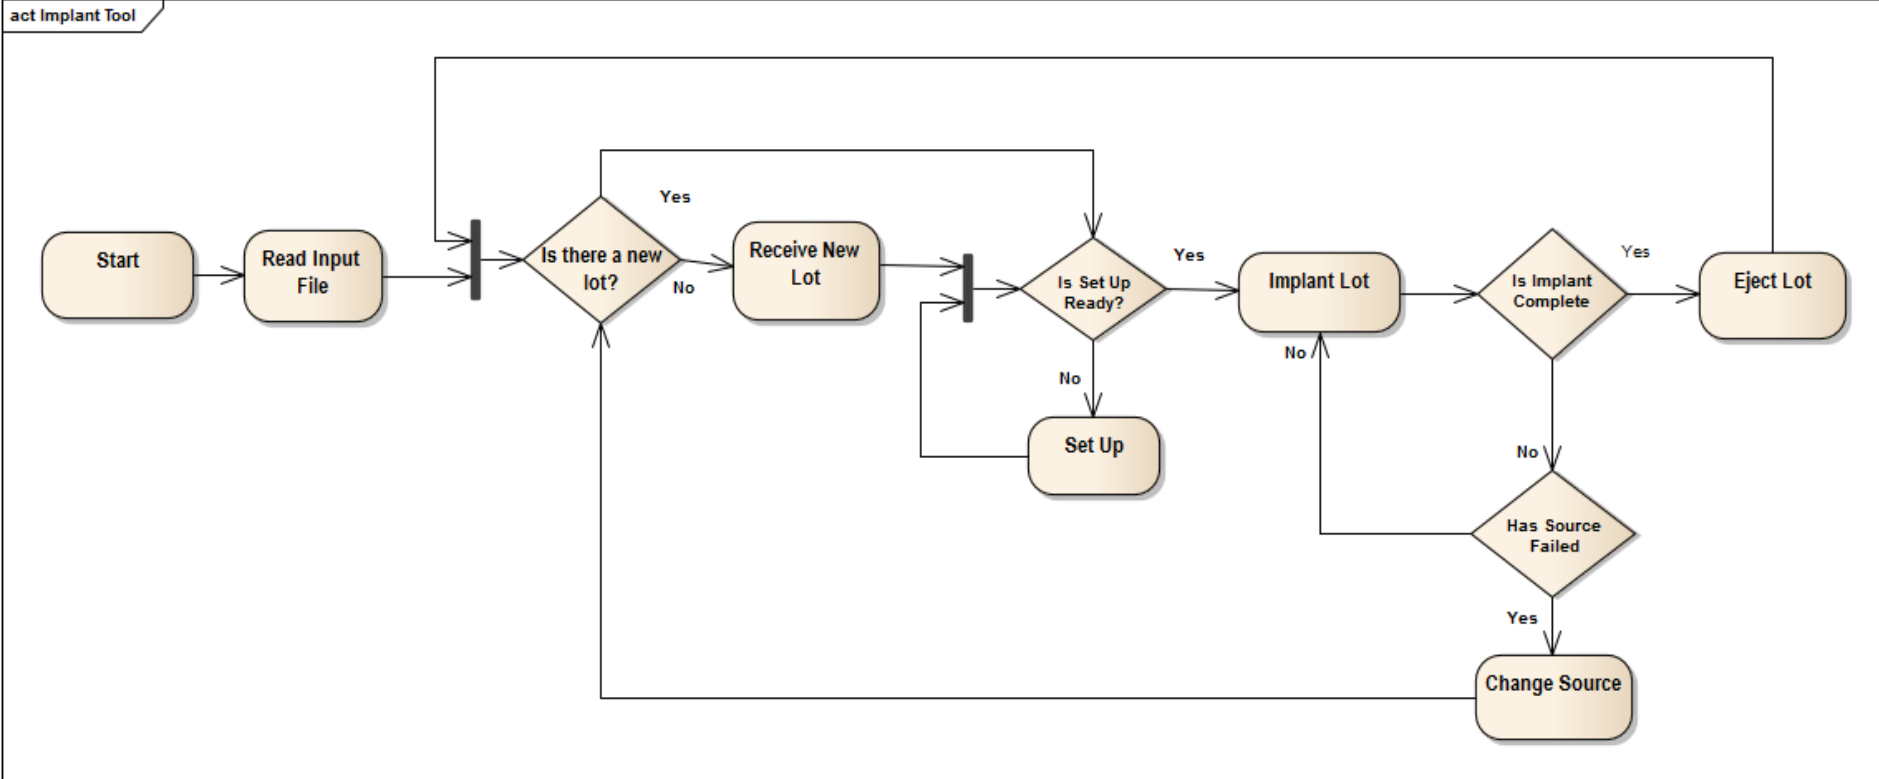 act Implant Tool
Start
Read Input
File
Is there a new
lot?
Yes
No
Receive New
Lot
Is Set Up
Ready?
Yes
No
Set Up
Implant Lot
No
Is Implant
Complete
Yes
Eject Lot
No
Has Source
Failed
Yes
Change Source